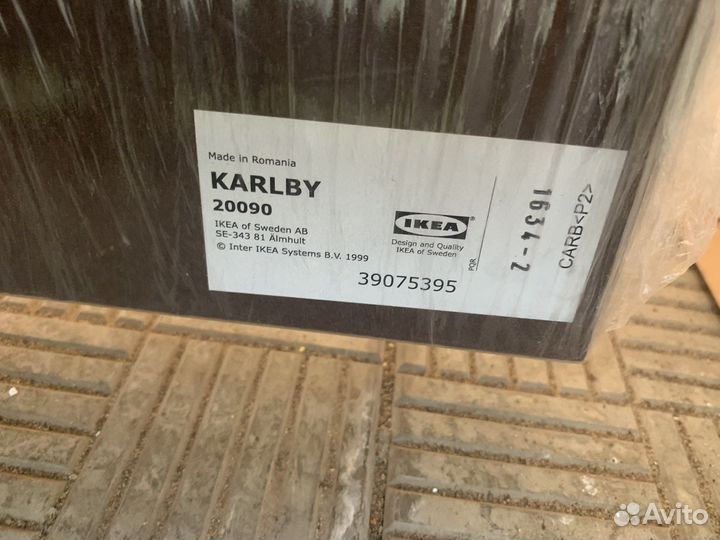 Made in Romania
KARLBY
20090
IKEA of Sweden AB
SE-343 81 Älmhult
© Inter IKEA Systems B.V. 1999
IKEA
Design and Quality
IKEA of Sweden
39075395
PQR
1634-2
CARB<P2>
Avito